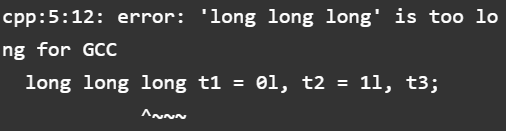 cpp:5:12: error: 'long long long' is too lo
ng for GCC
  long long long t1 = 0l, t2 = 1l, t3;
            ^~~~